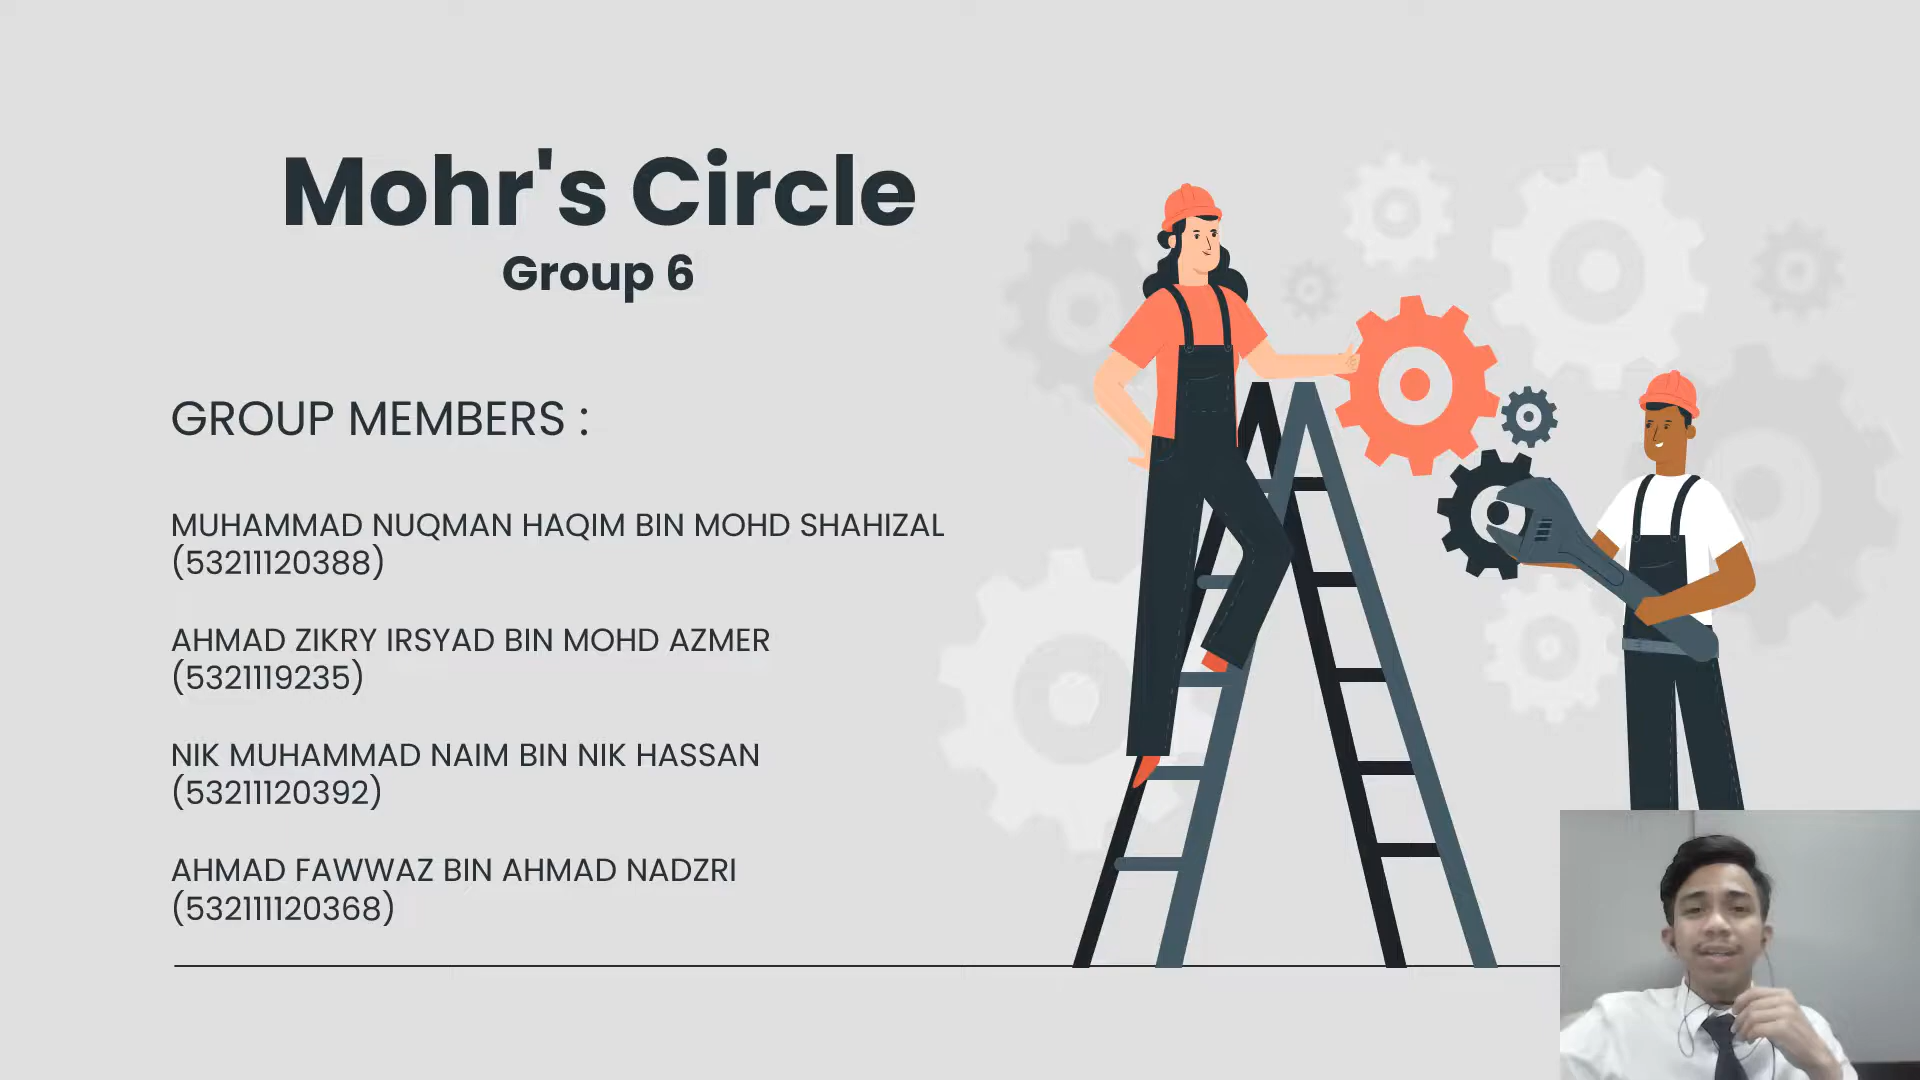 Mohr's Circle
Group 6
GROUP MEMBERS :
MUHAMMAD NUQMAN HAQIM BIN MOHD SHAHIZAL
(53211120388)
AHMAD ZIKRY IRSYAD BIN MOHD AZMER
(5321119235)
NIK MUHAMMAD NAIM BIN NIK HASSAN
(53211120392)
AHMAD FAWWAZ BIN AHMAD NADZRI
(532111120368)